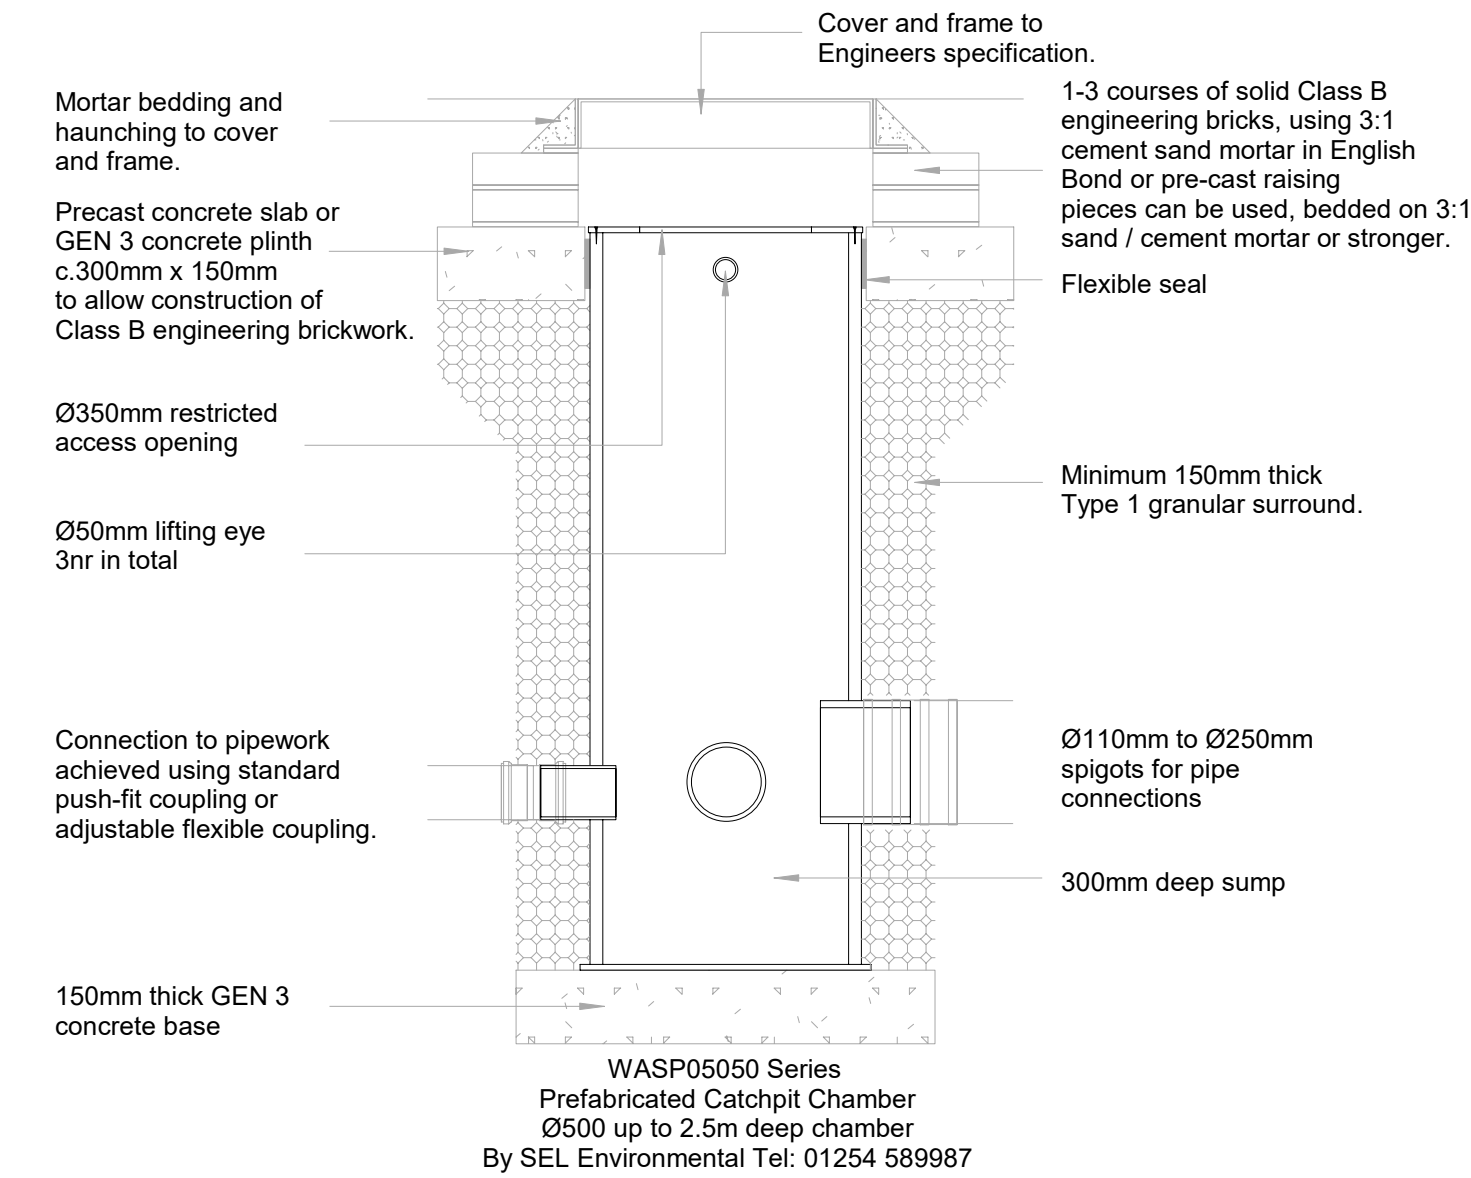 Cover and frame to
Engineers specification.
Mortar bedding and
haunching to cover
and frame.
1-3 courses of solid Class B
engineering bricks, using 3:1
cement sand mortar in English
Bond or pre-cast raising
pieces can be used, bedded on 3:1
sand / cement mortar or stronger.
Precast concrete slab or
GEN 3 concrete plinth
c.300mm x 150mm
to allow construction of
Class B engineering brickwork.
Flexible seal
Ø350mm restricted
access opening
Minimum 150mm thick
Type 1 granular surround.
Ø50mm lifting eye
3nr in total
Connection to pipework
achieved using standard
push-fit coupling or
adjustable flexible coupling.
Ø110mm to Ø250mm
spigots for pipe
connections
300mm deep sump
150mm thick GEN 3
concrete base
WASP05050 Series
Prefabricated Catchpit Chamber
Ø500 up to 2.5m deep chamber
By SEL Environmental Tel: 01254 589987